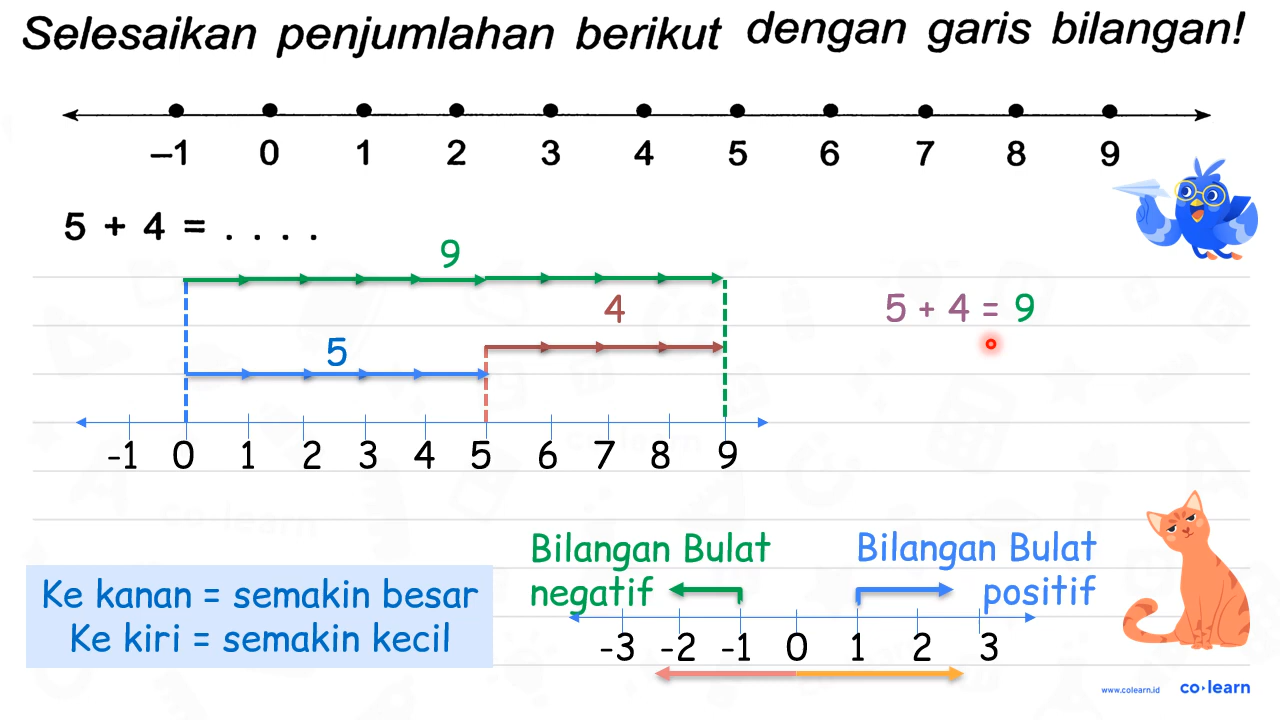 Selesaikan penjumlahan berikut dengan garis bilangan!
–1 0 1 2 3 4 5 6 7 8 9
5 + 4 = . . . .
9
4
5
-1 0 1 2 3 4 5 6 7 8 9
5 + 4 = 9
Ke kanan = semakin besar
Ke kiri = semakin kecil
Bilangan Bulat
negatif
Bilangan Bulat
positif
-3 -2 -1 0 1 2 3
www.colearn.id
co learn